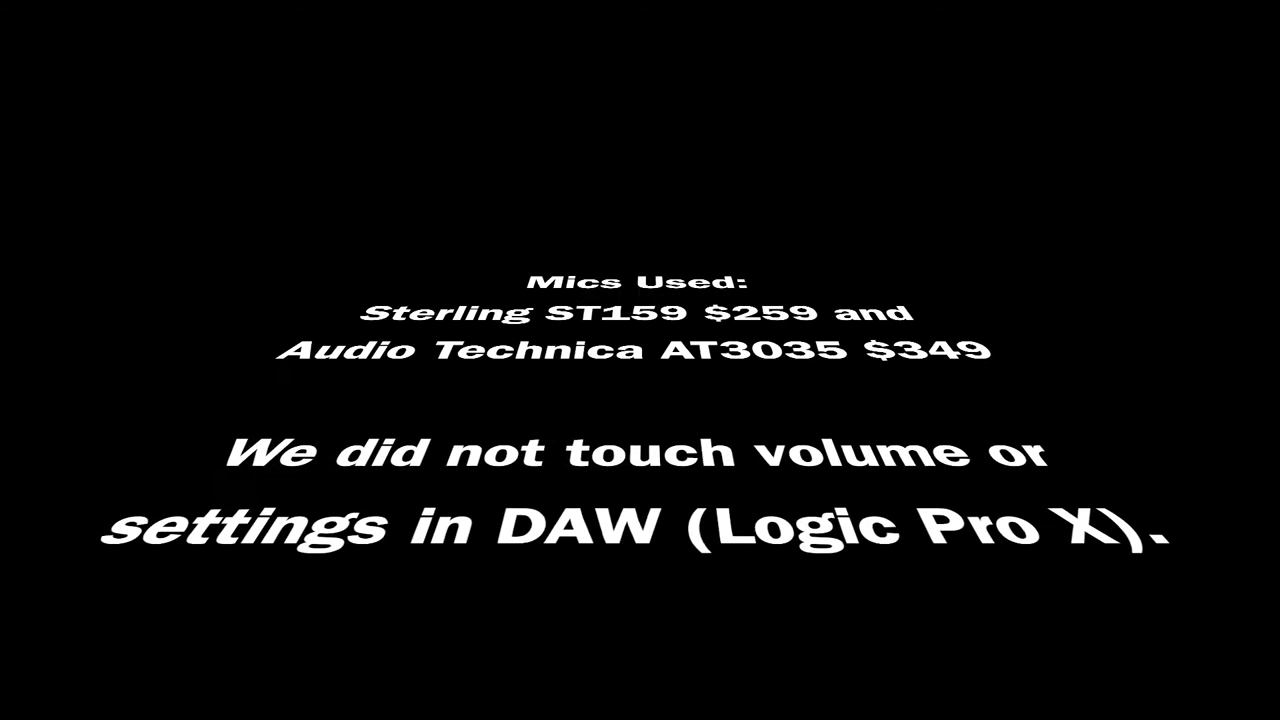 Mics Used:
Sterling ST159 $259 and
Audio Technica AT3035 $349
We did not touch volume or
settings in DAW (Logic Pro X).